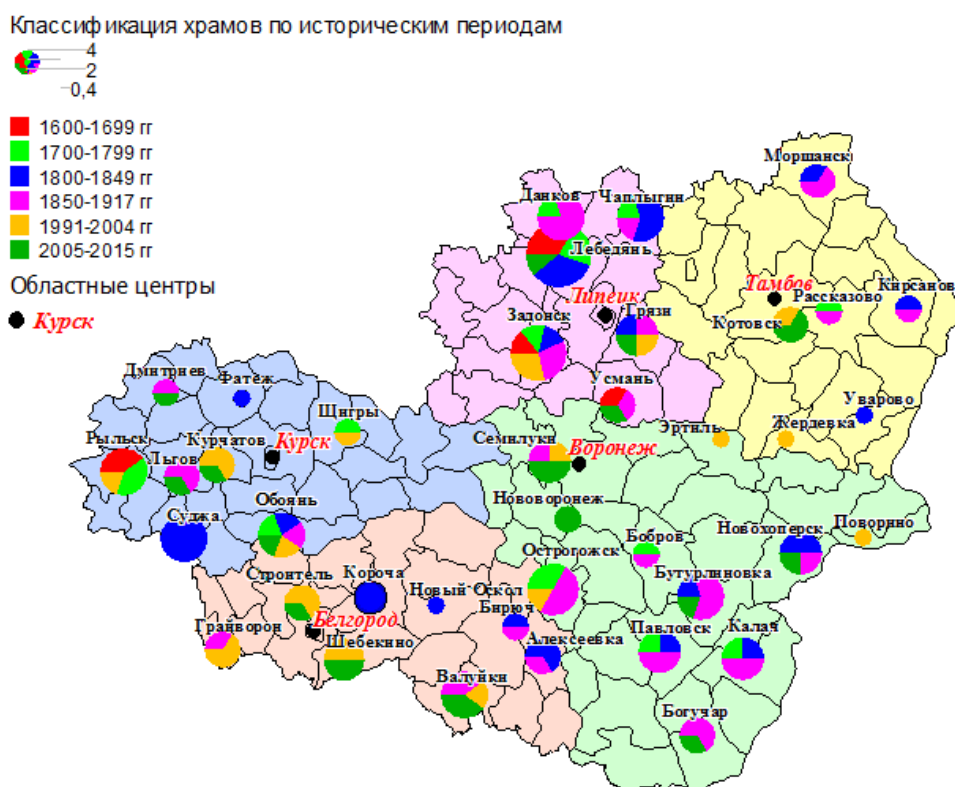 Классификация храмов по историческим периодам
4
2
0,4
1600-1699 гг
1700-1799 гг
1800-1849 гг
1850-1917 гг
1991-2004 гг
2005-2015 гг
Областные центры
Курск
Моршанск
Данков
Чаплыгин
Лебедянь
Липецк
Тамбов
Рассказово
Кирсанов
Задонск
Грязи
Котовск
Дмитриев
Фатеж
Усмань
Уварово
Щигры
Эртиль
Жердевка
Рыльск
Курчатов
Курск
Семилуки
Воронеж
Льгов
Обоянь
Нововоронеж
Суджа
Бобров
Новохоперск
Поворино
Острогожск
Строитель
Короча
Новый Оскол
Бутурлиновка
Бирюч
Белгород
Грайворон
Шебекино
Алексеевка
Павловск
Калач
Валуйки
Богучар